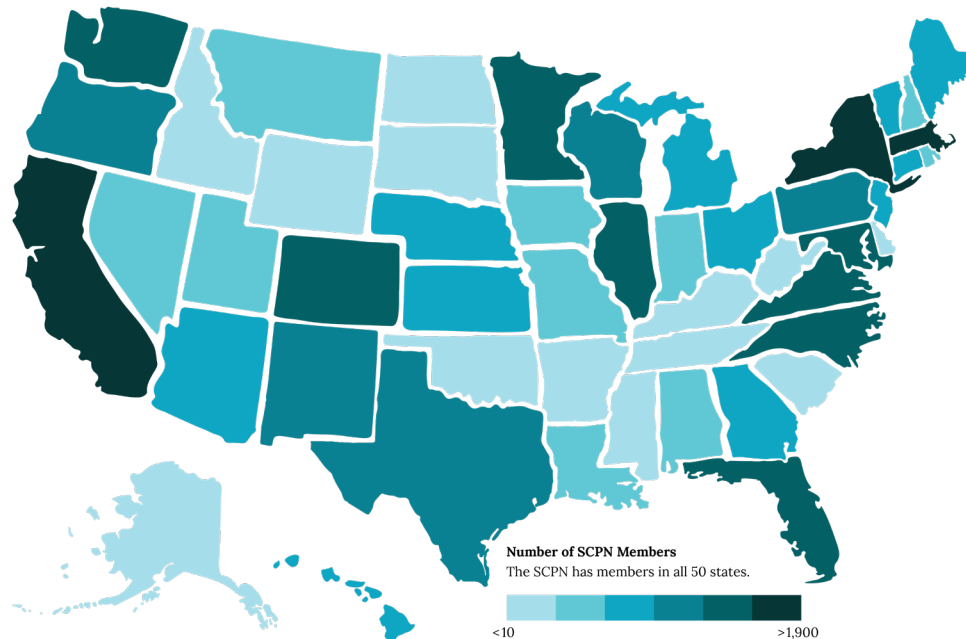 Number of SCPN Members
The SCPN has members in all 50 states.
<10 >1,900